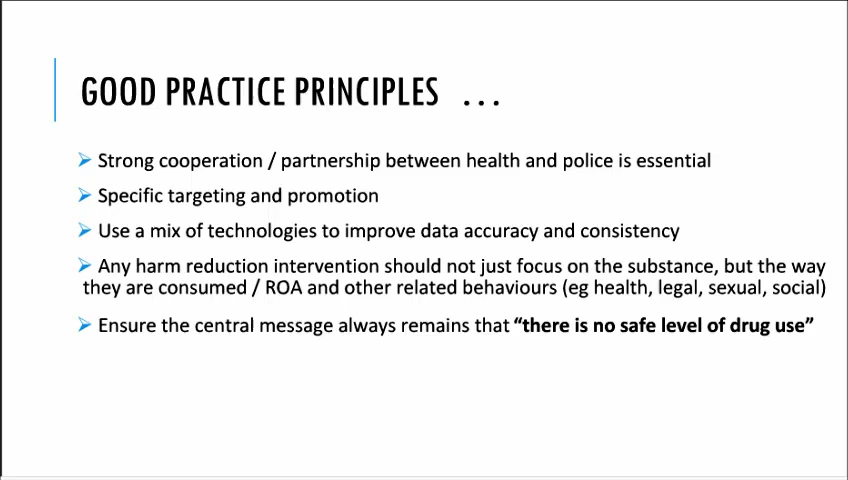 GOOD PRACTICE PRINCIPLES ...
Strong cooperation / partnership between health and police is essential
Specific targeting and promotion
Use a mix of technologies to improve data accuracy and consistency
Any harm reduction intervention should not just focus on the substance, but the way
they are consumed / ROA and other related behaviours (eg health, legal, sexual, social)
Ensure the central message always remains that “there is no safe level of drug use”